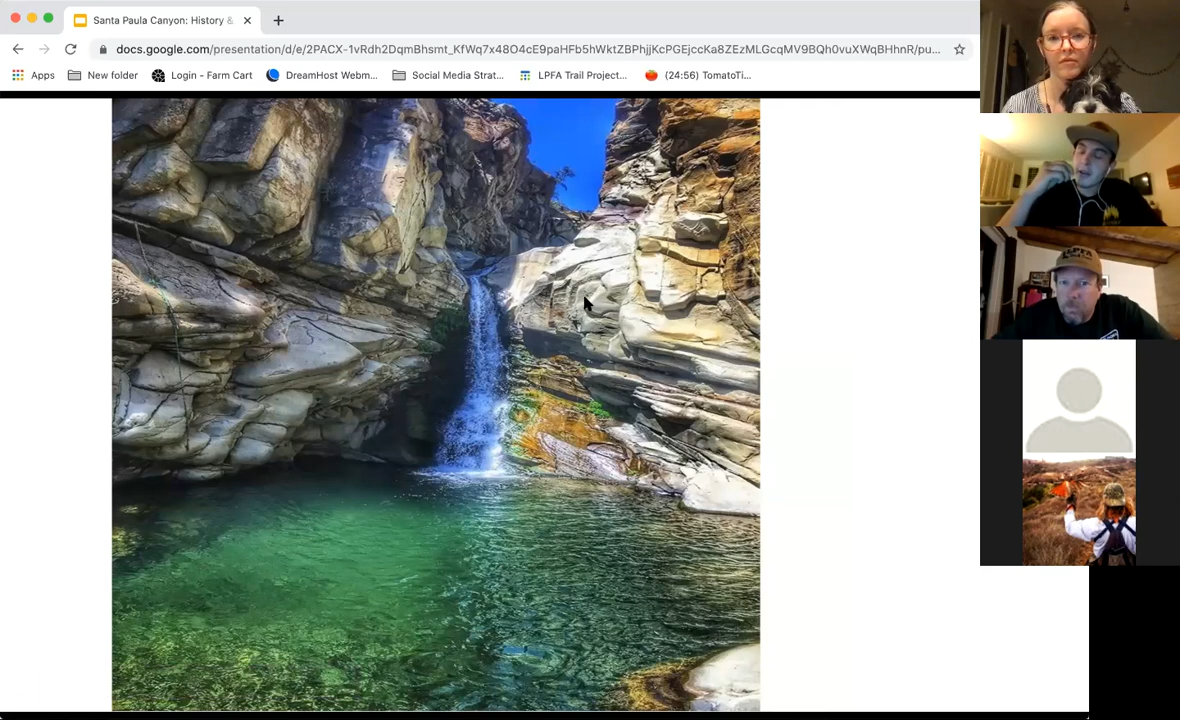 Santa Paula Canyon: History &
docs.google.com/presentation/d/e/2PACX-1vRdh2DqmBhsmt_KfWq7x48O4cE9paHFb5hWktZBPhjjKcPGEjccKa8ZEzMLGcqMV9BQh0vuXWqBHhnR/pu...
Apps New folder Login - Farm Cart DreamHost Webm... Social Media Strat... LPFA Trail Project... (24:56) TomatoTi...
LPFA